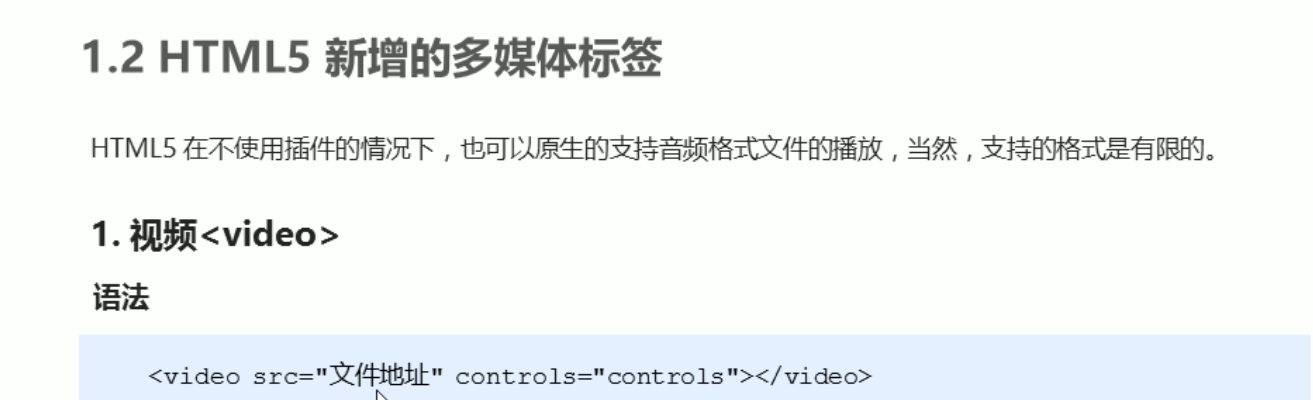 1.2 HTML5 新增的多媒体标签
HTML5 在不使用插件的情况下，也可以原生的支持音频格式文件的播放，当然，支持的格式是有限的。
1. 视频<video>
语法
<video src="文件地址" controls="controls"></video>